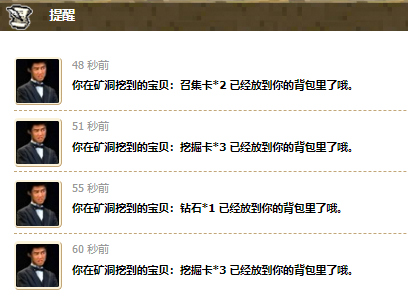 提醒
48 秒前
你在矿洞挖到的宝贝：召集卡*2 已经放到你的背包里了哦。
51 秒前
你在矿洞挖到的宝贝：挖掘卡*3 已经放到你的背包里了哦。
55 秒前
你在矿洞挖到的宝贝：钻石*1 已经放到你的背包里了哦。
60 秒前
你在矿洞挖到的宝贝：挖掘卡*3 已经放到你的背包里了哦。